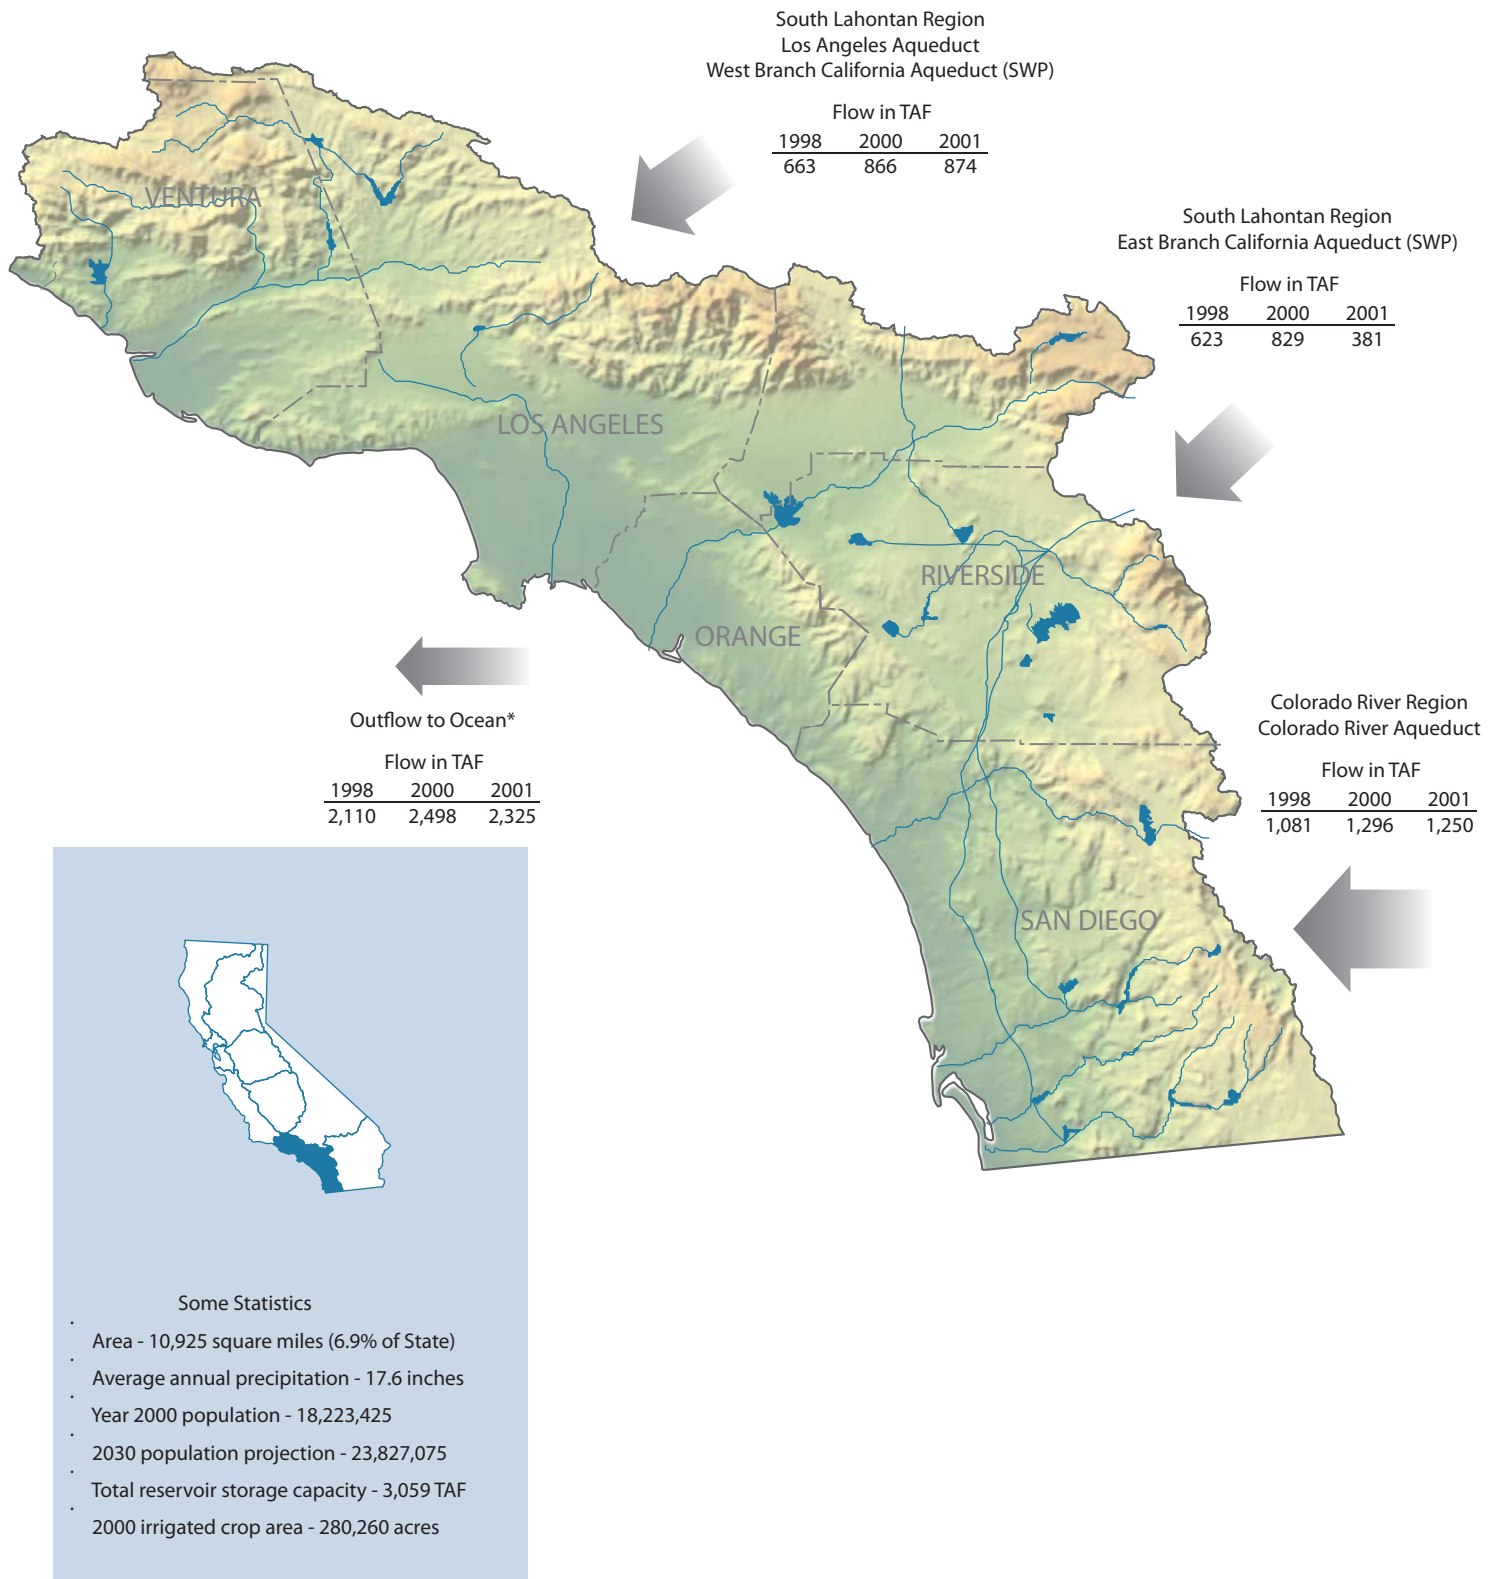 South Lahontan Region
Los Angeles Aqueduct
West Branch California Aqueduct (SWP)
Flow in TAF
1998 2000 2001
663 866 874
South Lahontan Region
East Branch California Aqueduct (SWP)
Flow in TAF
1998 2000 2001
623 829 381
VENTURA
LOS ANGELES
RIVERSIDE
ORANGE
SAN DIEGO
Colorado River Region
Colorado River Aqueduct
Flow in TAF
1998 2000 2001
1,081 1,296 1,250
Outflow to Ocean*
Flow in TAF
1998 2000 2001
2,110 2,498 2,325
Some Statistics
· Area - 10,925 square miles (6.9% of State)
· Average annual precipitation - 17.6 inches
· Year 2000 population - 18,223,425
· 2030 population projection - 23,827,075
· Total reservoir storage capacity - 3,059 TAF
· 2000 irrigated crop area - 280,260 acres